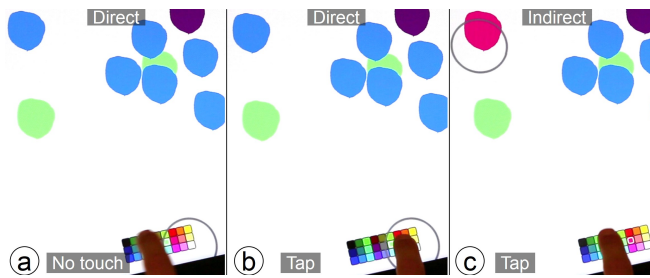 Direct
Direct
Indirect
a No touch
b Tap
c Tap